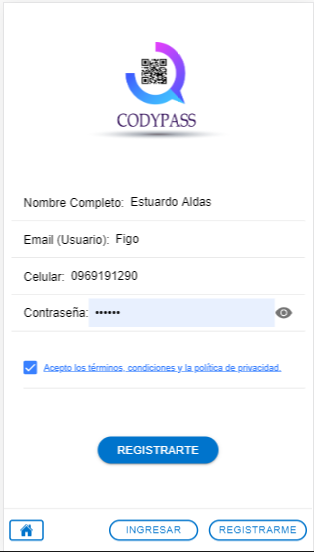 CODYPASS
Nombre Completo: Estuardo Aldas
Email (Usuario): Figo
Celular: 0969191290
Contraseña: ••••••
Acepto los términos, condiciones y la política de privacidad.
REGISTRARTE
INGRESAR
REGISTRARME